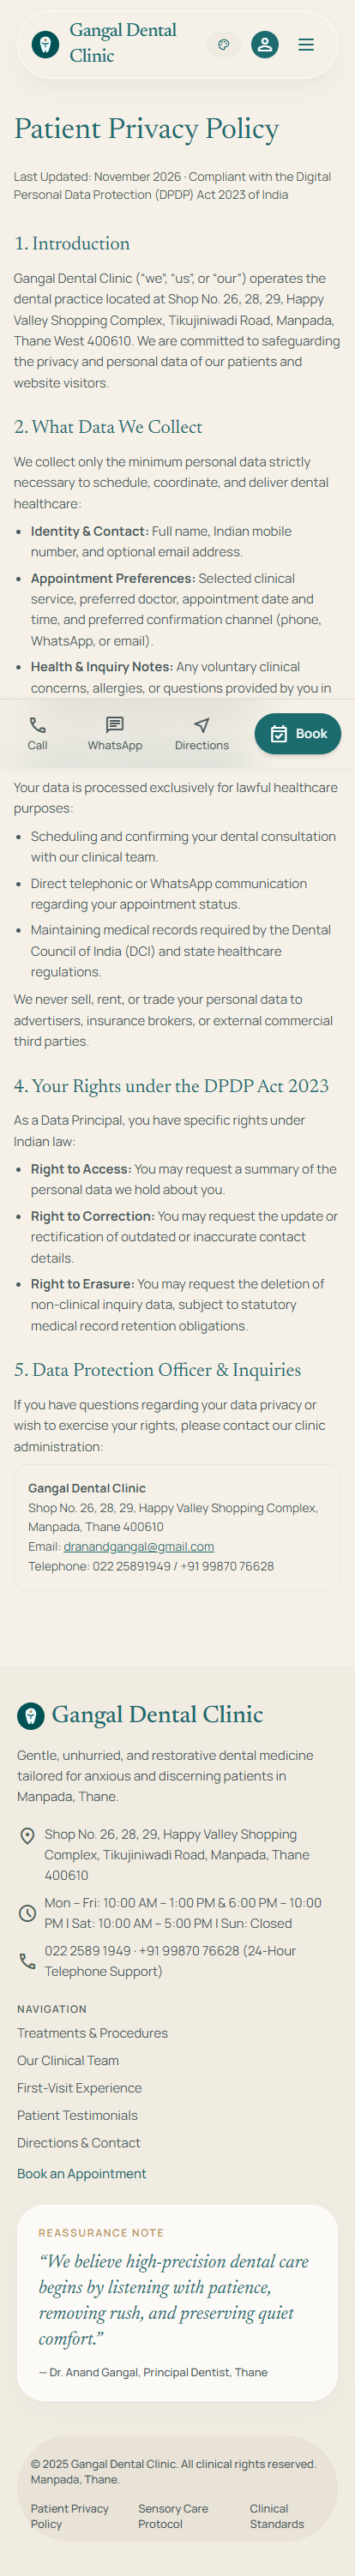 Gangal Dental
Clinic
Patient Privacy Policy
Last Updated: November 2026 · Compliant with the Digital
Personal Data Protection (DPDP) Act 2023 of India
1. Introduction
Gangal Dental Clinic (“we”, “us”, or “our”) operates the
dental practice located at Shop No. 26, 28, 29, Happy
Valley Shopping Complex, Tikujiniwadi Road, Manpada,
Thane West 400610. We are committed to safeguarding
the privacy and personal data of our patients and
website visitors.
2. What Data We Collect
We collect only the minimum personal data strictly
necessary to schedule, coordinate, and deliver dental
healthcare:
• Identity & Contact: Full name, Indian mobile
number, and optional email address.
• Appointment Preferences: Selected clinical
service, preferred doctor, appointment date and
time, and preferred confirmation channel (phone,
WhatsApp, or email).
• Health & Inquiry Notes: Any voluntary clinical
concerns, allergies, or questions provided by you in
Call
WhatsApp
Directions
Book
Your data is processed exclusively for lawful healthcare
purposes:
• Scheduling and confirming your dental consultation
with our clinical team.
• Direct telephonic or WhatsApp communication
regarding your appointment status.
• Maintaining medical records required by the Dental
Council of India (DCI) and state healthcare
regulations.
We never sell, rent, or trade your personal data to
advertisers, insurance brokers, or external commercial
third parties.
4. Your Rights under the DPDP Act 2023
As a Data Principal, you have specific rights under
Indian law:
• Right to Access: You may request a summary of the
personal data we hold about you.
• Right to Correction: You may request the update or
rectification of outdated or inaccurate contact
details.
• Right to Erasure: You may request the deletion of
non-clinical inquiry data, subject to statutory
medical record retention obligations.
5. Data Protection Officer & Inquiries
If you have questions regarding your data privacy or
wish to exercise your rights, please contact our clinic
administration:
Gangal Dental Clinic
Shop No. 26, 28, 29, Happy Valley Shopping Complex,
Manpada, Thane 400610
Email: dranandgangal@gmail.com
Telephone: 022 25891949 / +91 99870 76628
Gangal Dental Clinic
Gentle, unhurried, and restorative dental medicine
tailored for anxious and discerning patients in
Manpada, Thane.
Shop No. 26, 28, 29, Happy Valley Shopping
Complex, Tikujiniwadi Road, Manpada, Thane
400610
Mon – Fri: 10:00 AM – 1:00 PM & 6:00 PM – 10:00
PM | Sat: 10:00 AM – 5:00 PM | Sun: Closed
022 2589 1949 · +91 99870 76628 (24-Hour
Telephone Support)
NAVIGATION
Treatments & Procedures
Our Clinical Team
First-Visit Experience
Patient Testimonials
Directions & Contact
Book an Appointment
REASSURANCE NOTE
“We believe high-precision dental care
begins by listening with patience,
removing rush, and preserving quiet
comfort.”
— Dr. Anand Gangal, Principal Dentist, Thane
© 2025 Gangal Dental Clinic. All clinical rights reserved.
Manpada, Thane.
Patient Privacy
Policy
Sensory Care
Protocol
Clinical
Standards